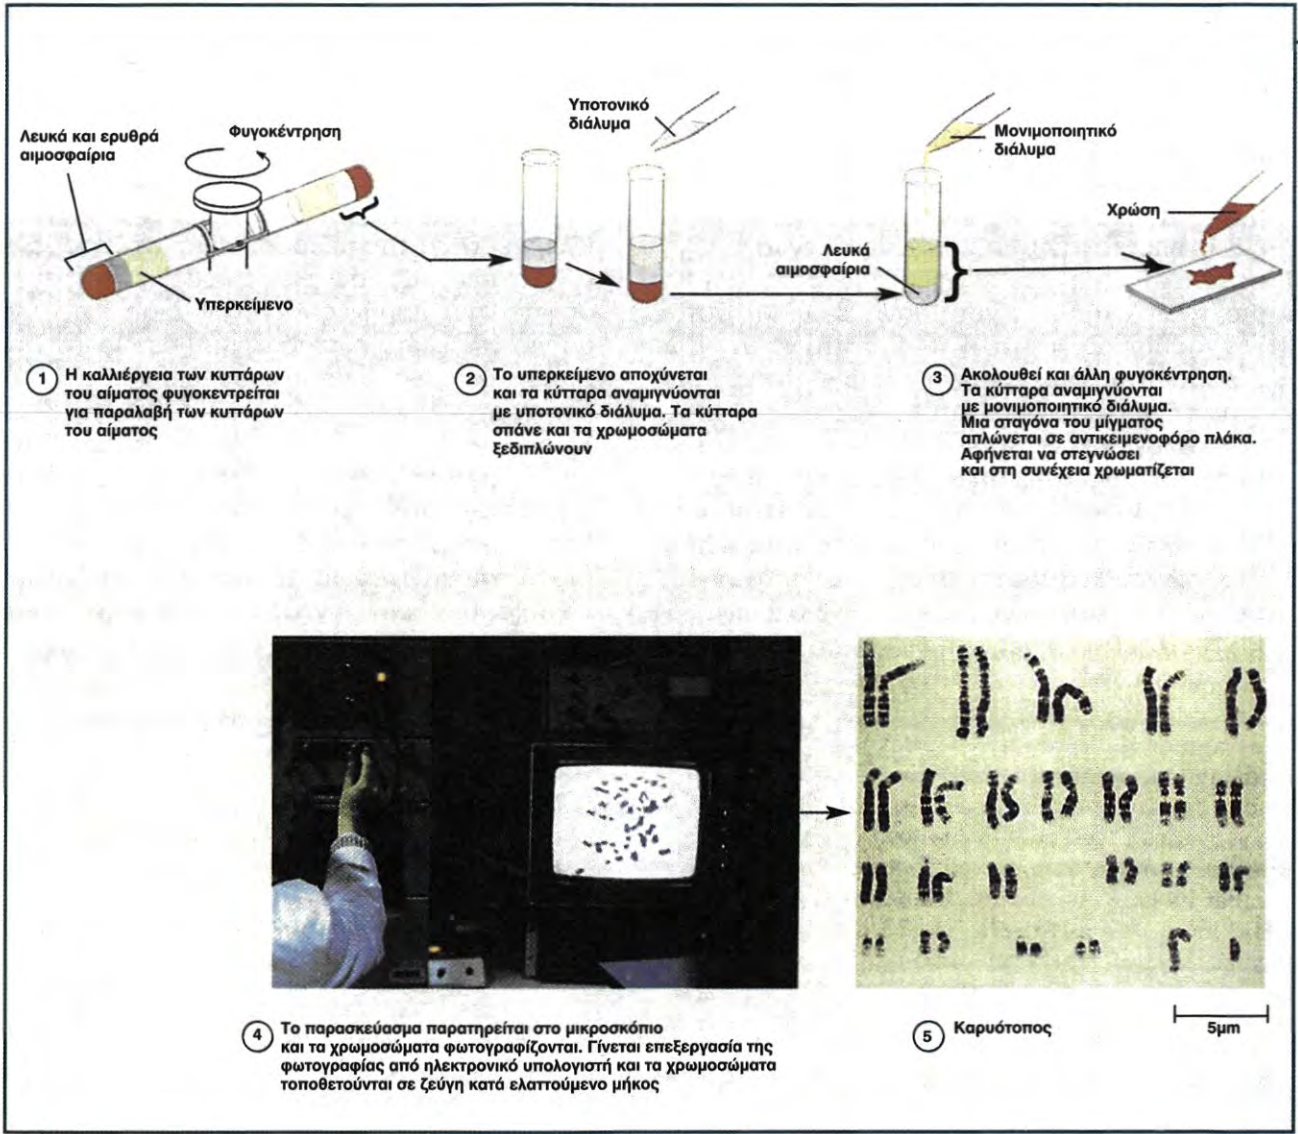 Λευκά και ερυθρά
αιμοσφαίρια
Φυγοκέντρηση
Υπερκείμενο
Υποτονικό
διάλυμα
Μονιμοποιητικό
διάλυμα
Χρώση
Λευκά
αιμοσφαίρια
1 Η καλλιέργεια των κυττάρων
του αίματος φυγοκεντρείται
για παραλαβή των κυττάρων
του αίματος
2 Το υπερκείμενο αποχύνεται
και τα κύτταρα αναμιγνύονται
με υποτονικό διάλυμα. Τα κύτταρα
σπάνε και τα χρωμοσώματα
ξεδιπλώνουν
3 Ακολουθεί και άλλη φυγοκέντρηση.
Τα κύτταρα αναμιγνύονται
με μονιμοποιητικό διάλυμα.
Μια σταγόνα του μίγματος
απλώνεται σε αντικειμενοφόρο πλάκα.
Αφήνεται να στεγνώσει
και στη συνέχεια χρωματίζεται
4 Το παρασκεύασμα παρατηρείται στο μικροσκόπιο
και τα χρωμοσώματα φωτογραφίζονται. Γίνεται επεξεργασία της
φωτογραφίας από ηλεκτρονικό υπολογιστή και τα χρωμοσώματα
τοποθετούνται σε ζεύγη κατά ελαττούμενο μήκος
5 Καρυότοπος
5μm